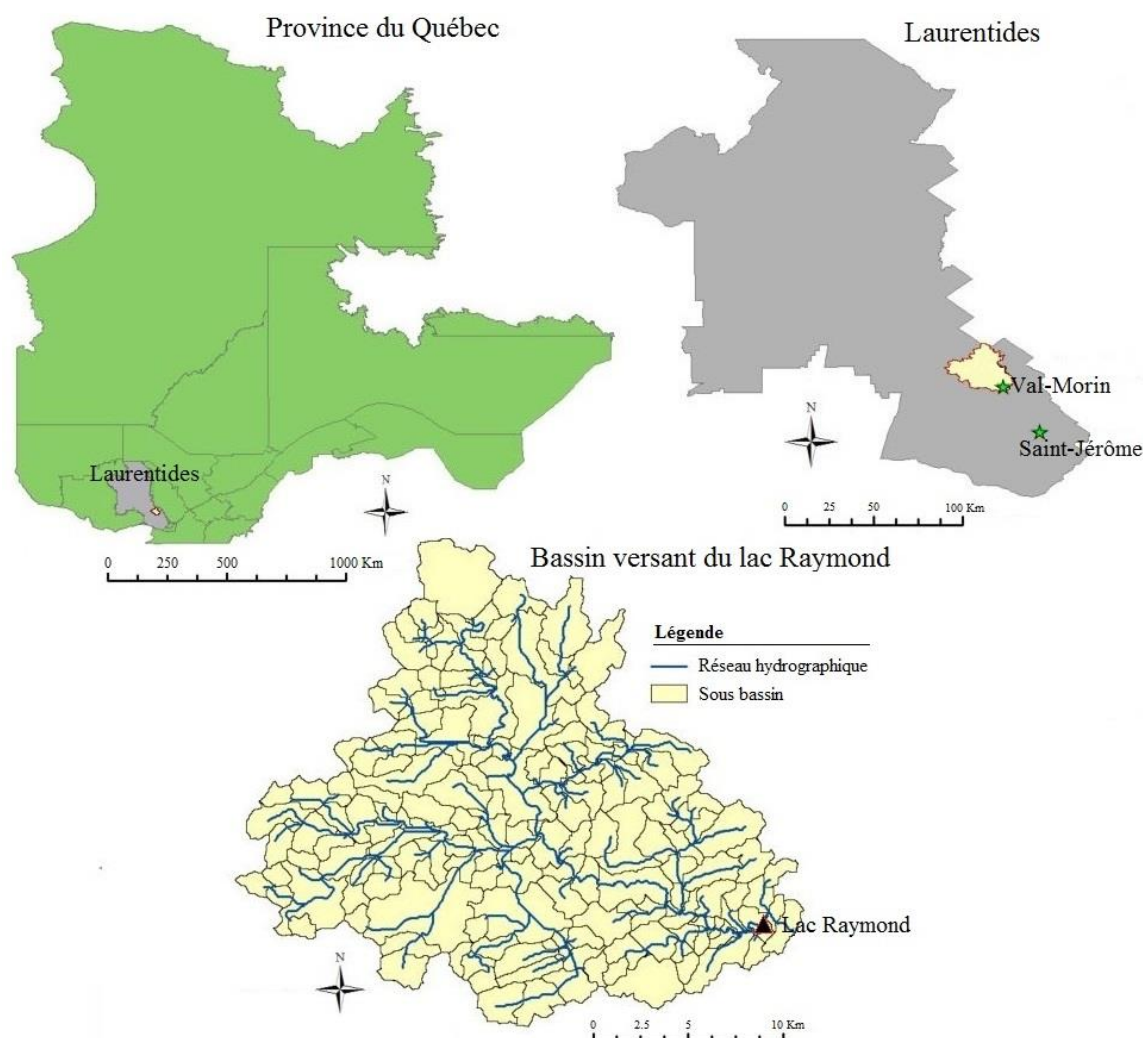 Province du Québec
Laurentides
Val-Morin
Saint-Jérôme
N
0 25 50 100 Km
Laurentides
N
0 250 500 1000 Km
Bassin versant du lac Raymond
Légende
Réseau hydrographique
Sous bassin
Lac Raymond
N
0 2.5 5 10 Km